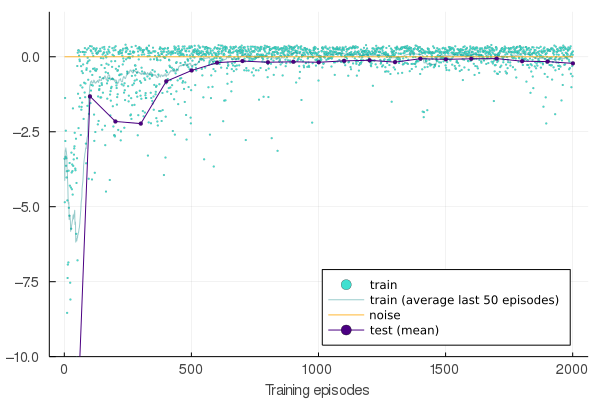 0.0
−2.5
−5.0
−7.5
−10.0
0 500 1000 1500 2000
Training episodes
train
train (average last 50 episodes)
noise
test (mean)